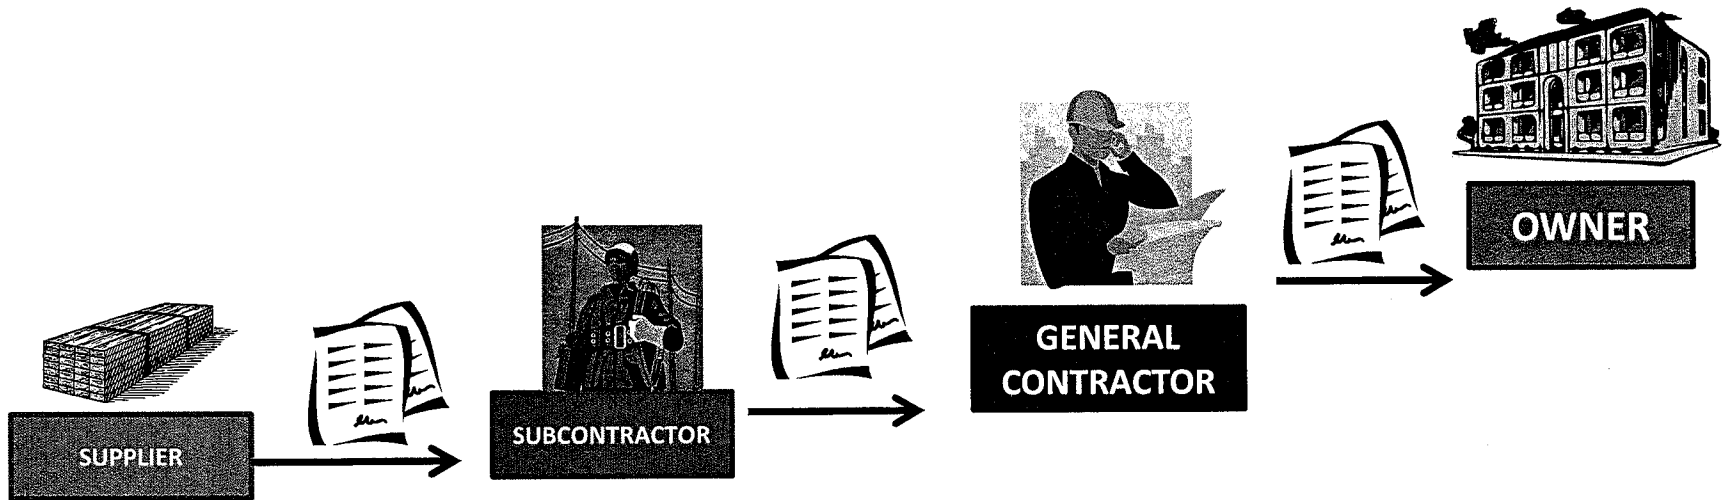 SUPPLIER
SUBCONTRACTOR
GENERAL
CONTRACTOR
OWNER